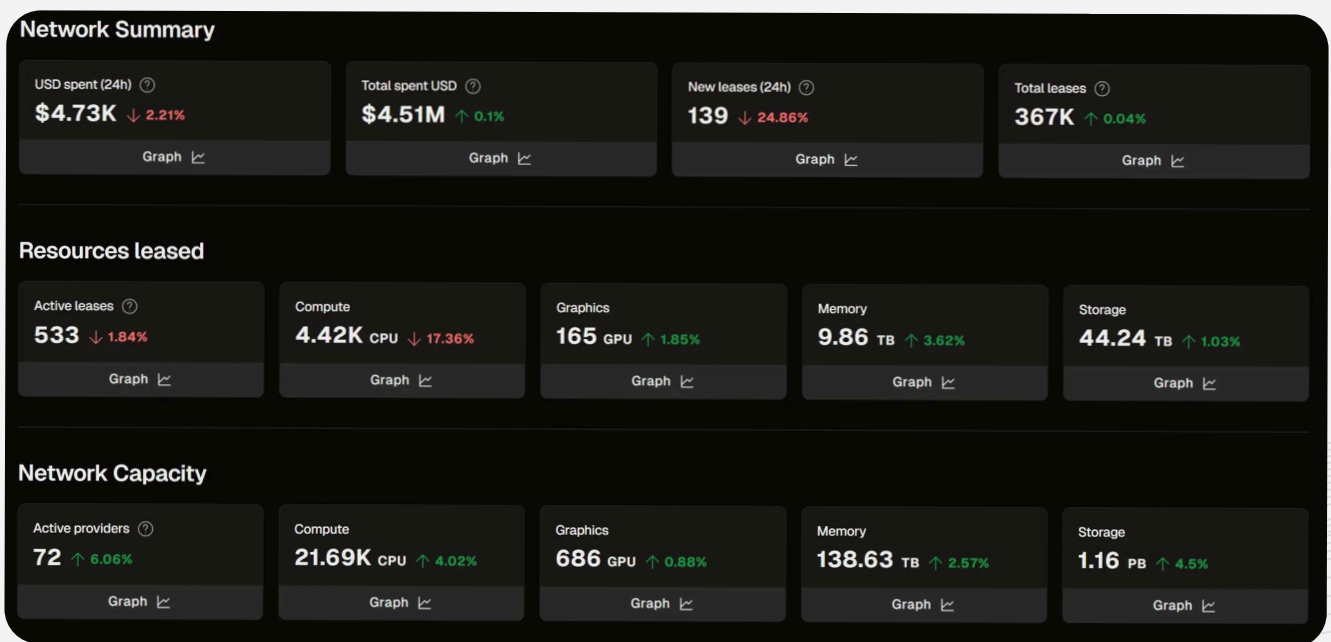 Network Summary
USD spent (24h) ?
$4.73K ↓ 2.21%
Graph
Total spent USD ?
$4.51M ↑ 0.1%
Graph
New leases (24h) ?
139 ↓ 24.86%
Graph
Total leases ?
367K ↑ 0.04%
Graph
Resources leased
Active leases ?
533 ↓ 1.84%
Graph
Compute
4.42K CPU ↓ 17.36%
Graph
Graphics
165 GPU ↑ 1.85%
Graph
Memory
9.86 TB ↑ 3.62%
Graph
Storage
44.24 TB ↑ 1.03%
Graph
Network Capacity
Active providers ?
72 ↑ 6.06%
Graph
Compute
21.69K CPU ↑ 4.02%
Graph
Graphics
686 GPU ↑ 0.88%
Graph
Memory
138.63 TB ↑ 2.57%
Graph
Storage
1.16 PB ↑ 4.5%
Graph